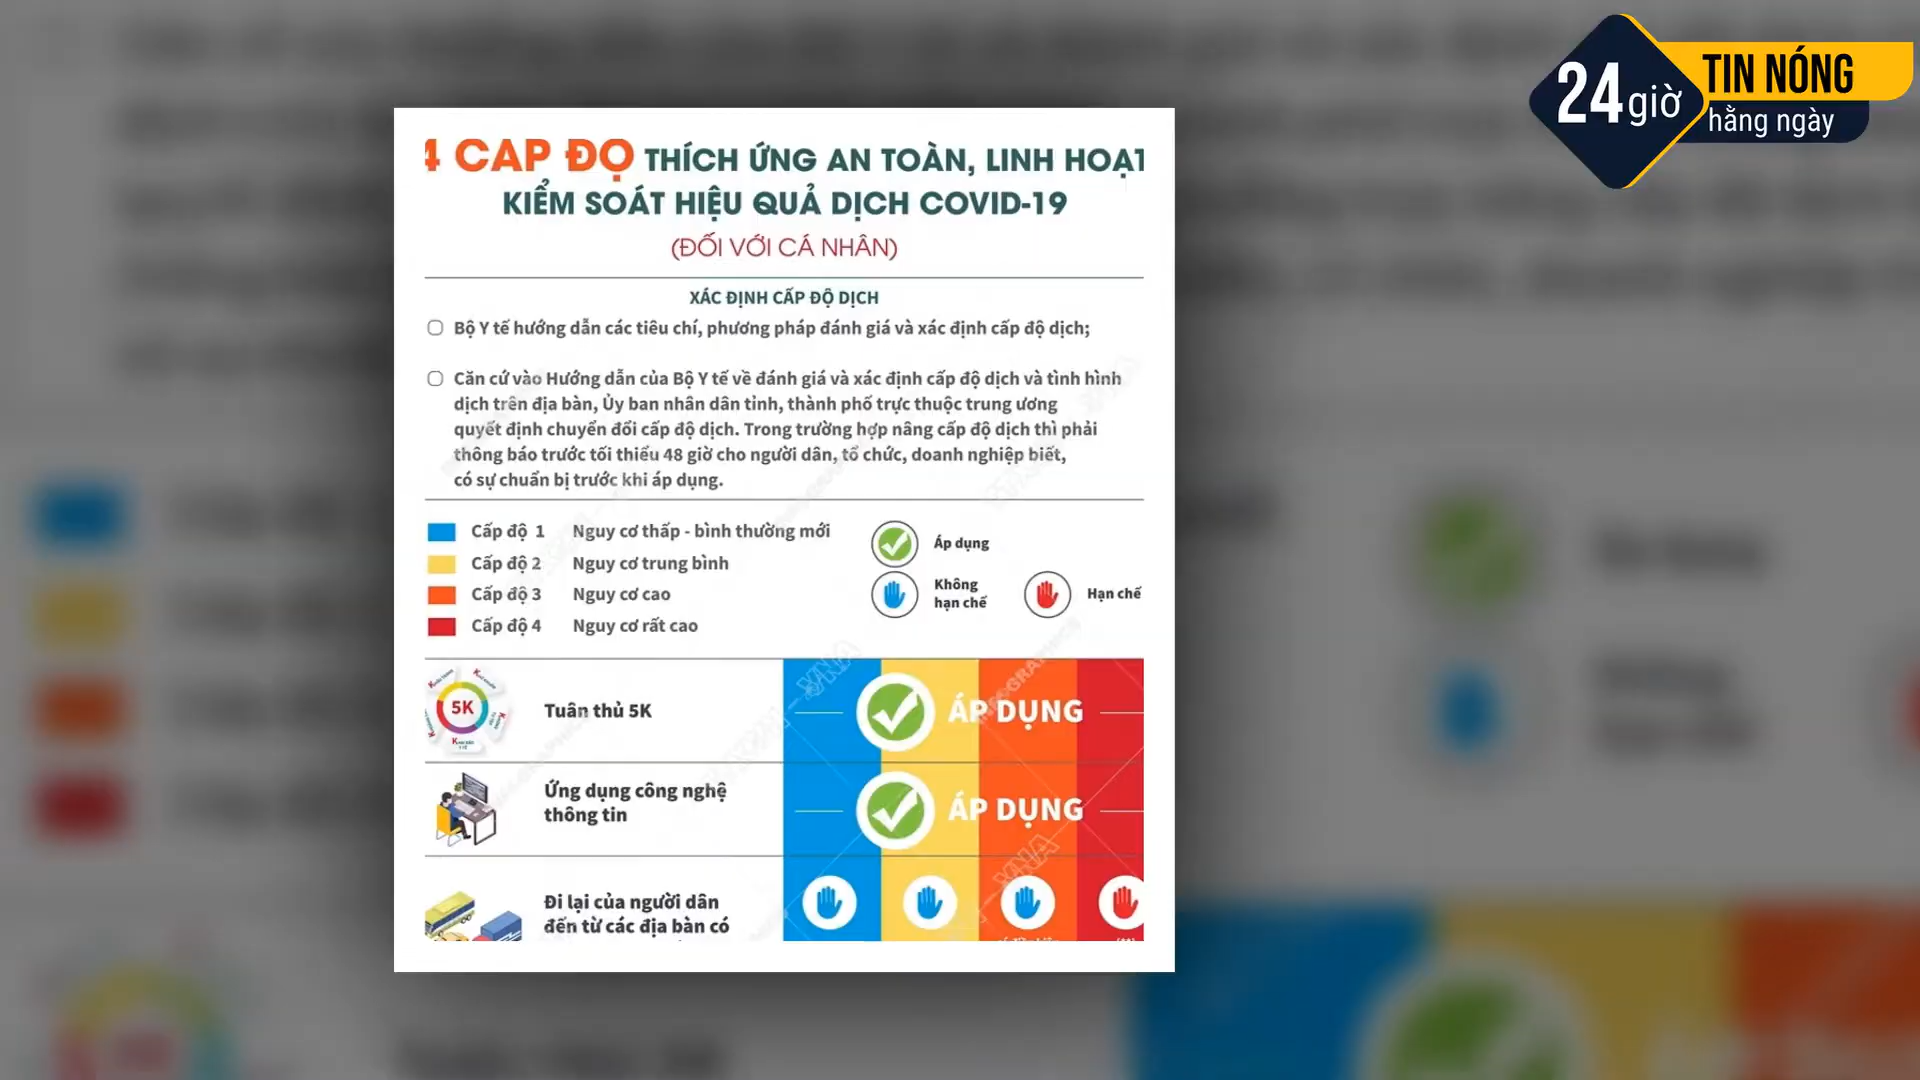 24 giờ
TIN NÓNG
hằng ngày
4 CẤP ĐỘ THÍCH ỨNG AN TOÀN, LINH HOẠT
KIỂM SOÁT HIỆU QUẢ DỊCH COVID-19
(ĐỐI VỚI CÁ NHÂN)
XÁC ĐỊNH CẤP ĐỘ DỊCH
Bộ Y tế hướng dẫn các tiêu chí, phương pháp đánh giá và xác định cấp độ dịch;
Căn cứ vào Hướng dẫn của Bộ Y tế về đánh giá và xác định cấp độ dịch và tình hình
dịch trên địa bàn, Ủy ban nhân dân tỉnh, thành phố trực thuộc trung ương
quyết định chuyển đổi cấp độ dịch. Trong trường hợp nâng cấp độ dịch thì phải
thông báo trước tối thiểu 48 giờ cho người dân, tổ chức, doanh nghiệp biết,
có sự chuẩn bị trước khi áp dụng.
Cấp độ 1 Nguy cơ thấp - bình thường mới
Cấp độ 2 Nguy cơ trung bình
Cấp độ 3 Nguy cơ cao
Cấp độ 4 Nguy cơ rất cao
Áp dụng
Không
hạn chế
Hạn chế
5K
Tuân thủ 5K
ÁP DỤNG
Ứng dụng công nghệ
thông tin
ÁP DỤNG
Đi lại của người dân
đến từ các địa bàn có